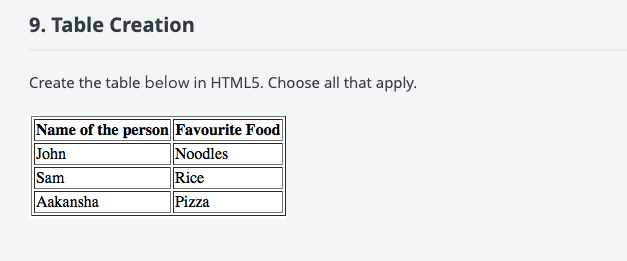 9. Table Creation
Create the table below in HTML5. Choose all that apply.
Name of the person Favourite Food
John Noodles
Sam Rice
Aakansha Pizza